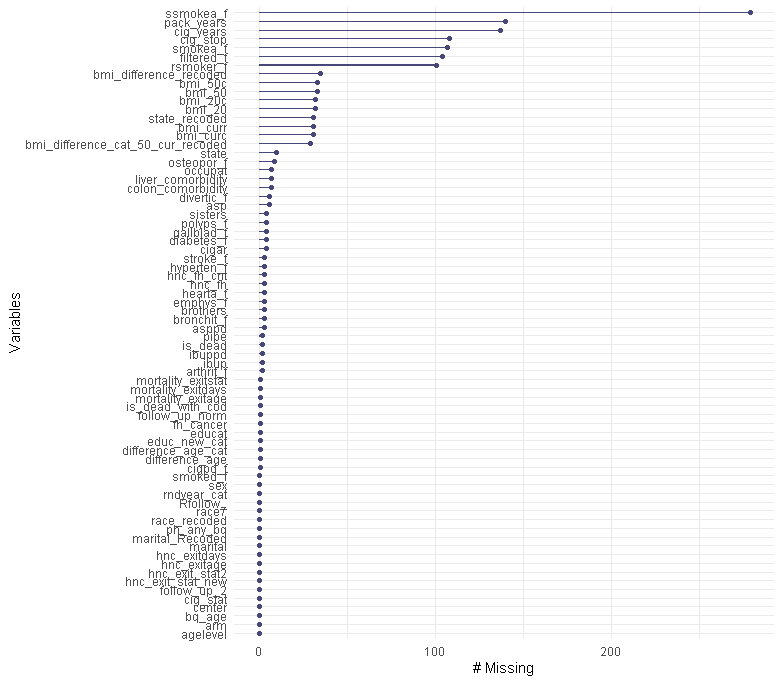 ssmokea_f
pack_years
cig_years
cig_stop
smokea_f
filtered_f
rsmoker_f
bmi_difference_recoded
bmi_50c
bmi_50
bmi_20c
bmi_20
state_recoded
bmi_curr
bmi_curc
bmi_difference_cat_50_cur_recoded
state
osteopor_f
occupat
liver_comorbidity
colon_comorbidity
divertic_f
asp
sisters
polyps_f
gallblad_f
diabetes_f
cigar
stroke_f
hyperten_f
hnc_fh_cnt
hnc_fh
hearta_f
emphys_f
brothers
bronchit_f
asppd
pipe
is_dead
ibuppd
ibup
arthrit_f
mortality_exitstat
mortality_exitdays
mortality_exitage
is_dead_with_cod
follow_up_norm
fh_cancer
educat
educ_new_cat
difference_age_cat
difference_age
cigpd_f
smoked_f
sex
rndyear_cat
Rfollow_
race7
race_recoded
ph_any_bq
marital_Recoded
marital
hnc_exitdays
hnc_exitage
hnc_exit_stat2
hnc_exit_stat_new
follow_up_2
cig_stat
center
bq_age
arm
agelevel
Variables
0 100 200
# Missing